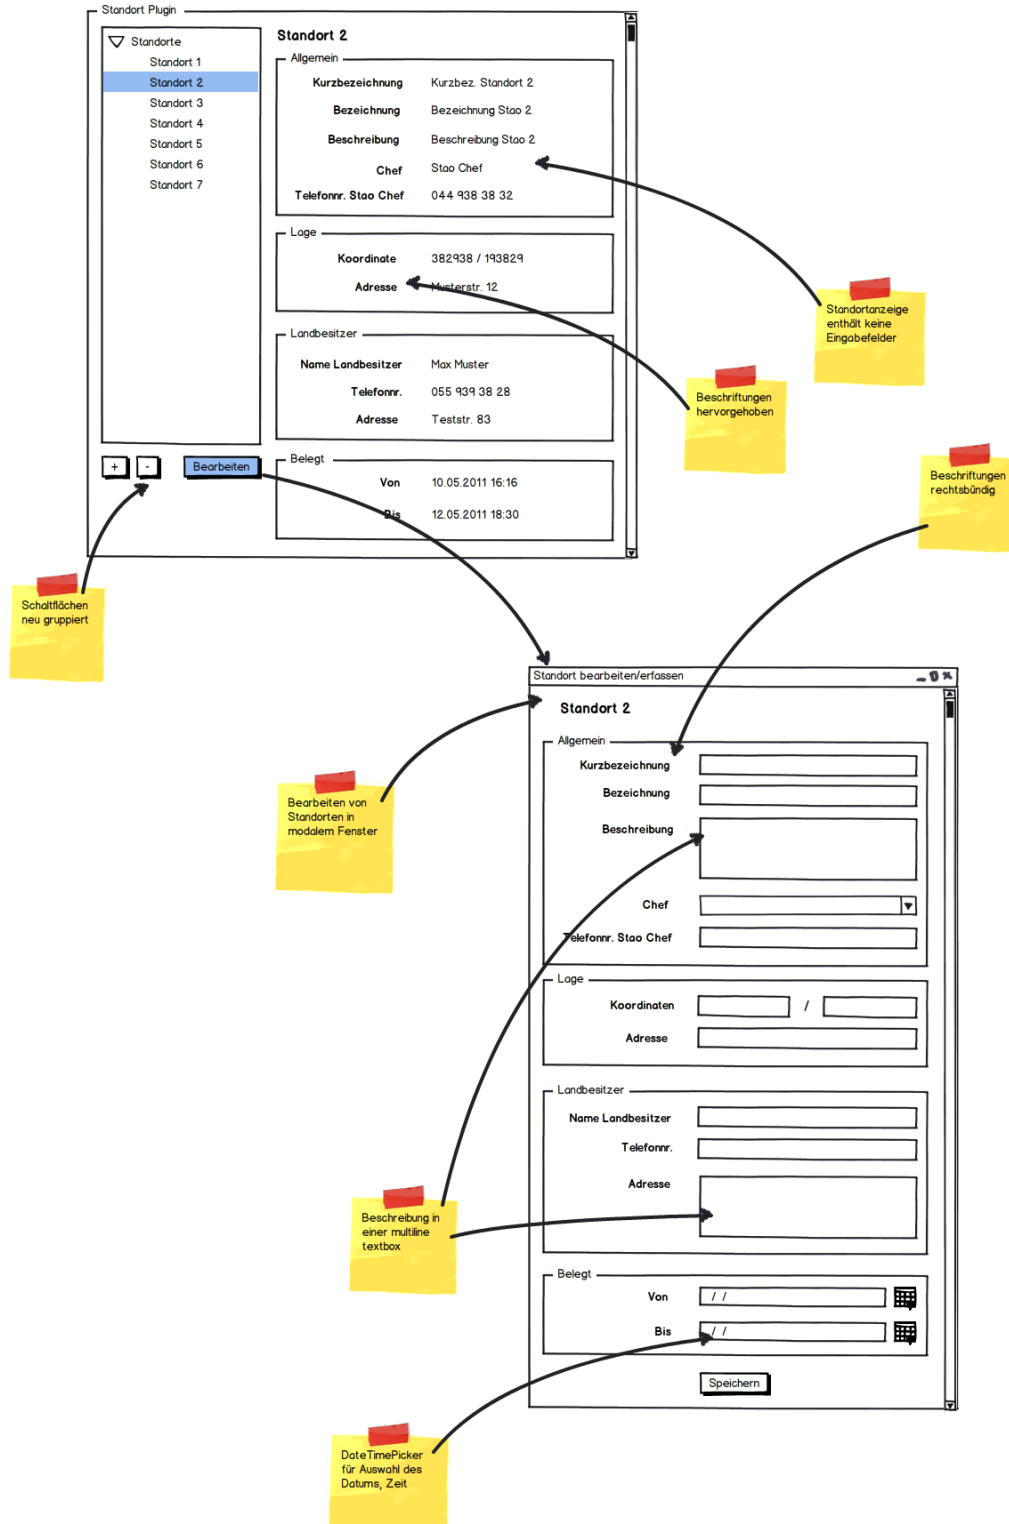 Standort Plugin
Standorte
Standort 1
Standort 2
Standort 3
Standort 4
Standort 5
Standort 6
Standort 7
+ - Bearbeiten
Standort 2
Allgemein
Kurzbezeichnung Kurzbez. Standort 2
Bezeichnung Bezeichnung Stao 2
Beschreibung Beschreibung Stao 2
Chef Stao Chef
Telefonnr. Stao Chef 044 938 38 32
Lage
Koordinate 382938 / 193829
Adresse Musterstr. 12
Landbesitzer
Name Landbesitzer Max Muster
Telefonnr. 055 939 38 28
Adresse Teststr. 83
Belegt
Von 10.05.2011 16:16
Bis 12.05.2011 18:30
Standortanzeige
enthält keine
Eingabefelder
Beschriftungen
hervorgehoben
Beschriftungen
rechtsbündig
Schaltflächen
neu gruppiert
Bearbeiten von
Standorten in
modalem Fenster
Standort bearbeiten/erfassen
Standort 2
Allgemein
Kurzbezeichnung
Bezeichnung
Beschreibung
Chef
Telefonnr. Stao Chef
Lage
Koordinaten /
Adresse
Landbesitzer
Name Landbesitzer
Telefonnr.
Adresse
Belegt
Von / /
Bis / /
Speichern
Beschreibung in
einer multiline
textbox
DateTimePicker
für Auswahl des
Datums, Zeit